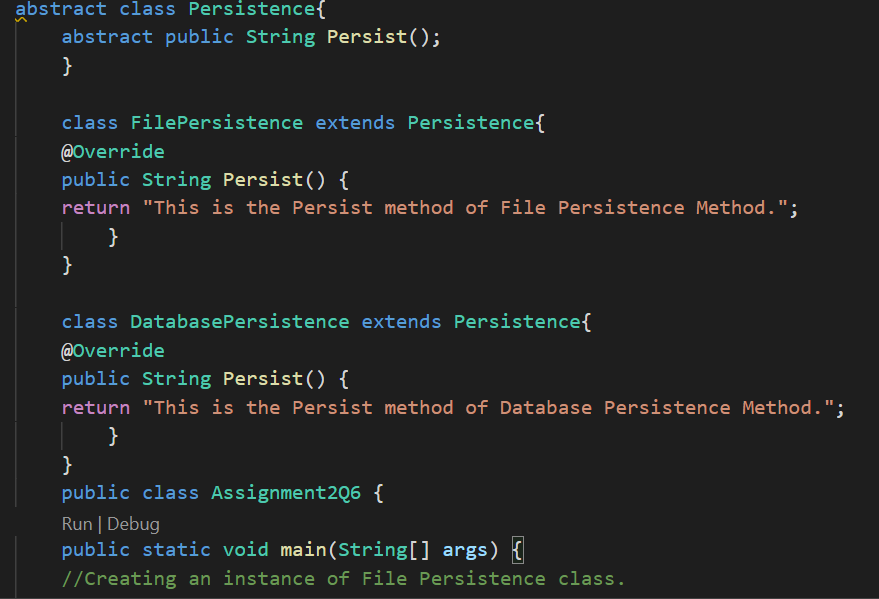 abstract class Persistence{
abstract public String Persist();
}
class FilePersistence extends Persistence{
@Override
public String Persist() {
return "This is the Persist method of File Persistence Method.";
}
}
class DatabasePersistence extends Persistence{
@Override
public String Persist() {
return "This is the Persist method of Database Persistence Method.";
}
}
public class Assignment2Q6 {
Run | Debug
public static void main(String[] args) {
//Creating an instance of File Persistence class.